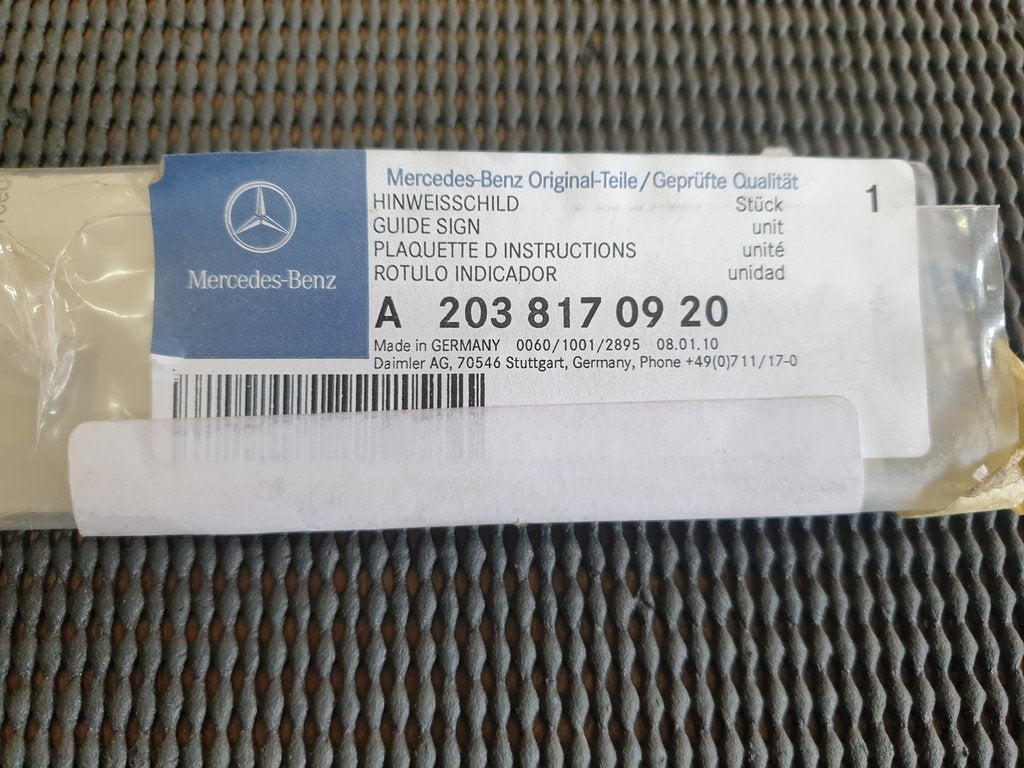 Mercedes-Benz
Mercedes-Benz Original-Teile/Geprüfte Qualität
HINWEISSCHILD Stück 1
GUIDE SIGN unit
PLAQUETTE D INSTRUCTIONS unité
ROTULO INDICADOR unidad
A 203 817 09 20
Made in GERMANY 0060/1001/2895 08.01.10
Daimler AG, 70546 Stuttgart, Germany, Phone +49(0)711/17-0